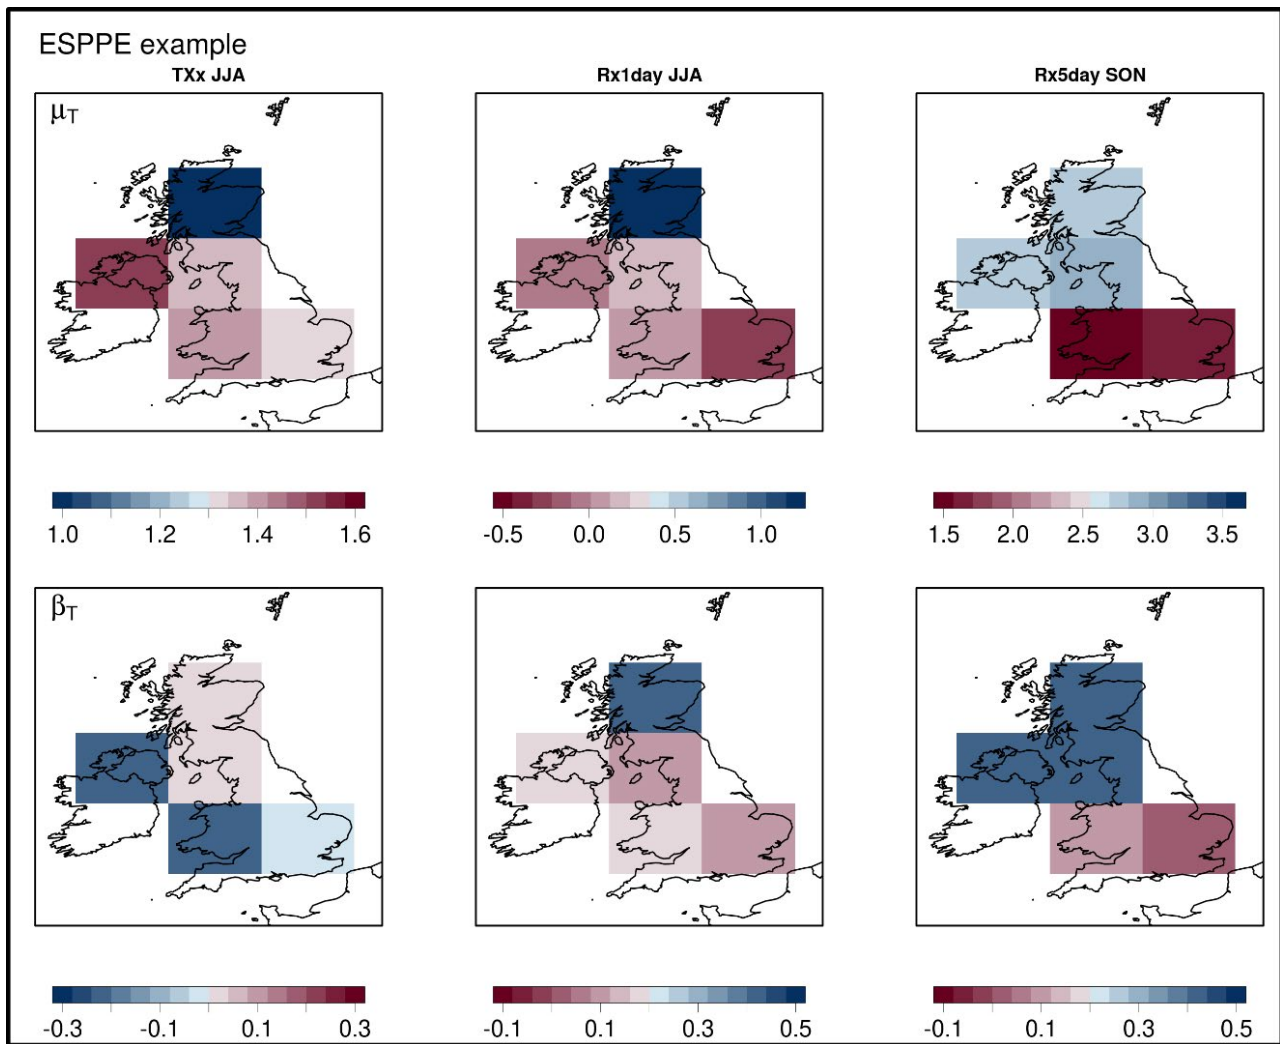 ESPPE example
TXx JJA
Rx1day JJA
Rx5day SON
μT
1.0 1.2 1.4 1.6
-0.5 0.0 0.5 1.0
1.5 2.0 2.5 3.0 3.5
βT
-0.3 -0.1 0.1 0.3
-0.1 0.1 0.3 0.5
-0.1 0.1 0.3 0.5